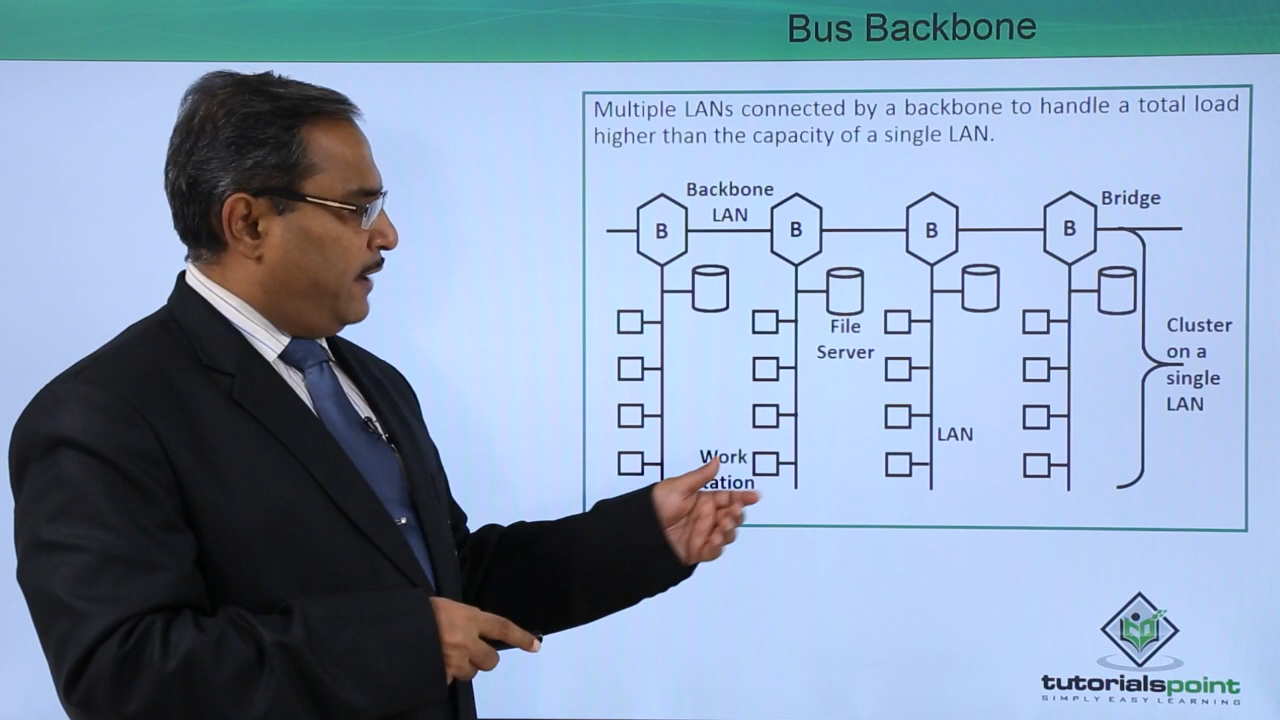 Bus Backbone
Multiple LANs connected by a backbone to handle a total load
higher than the capacity of a single LAN.
Backbone
LAN
Bridge
B
B
B
B
File
Server
Cluster
on a
single
LAN
LAN
Work
tation
tutorialspoint
SIMPLY EASY LEARNING